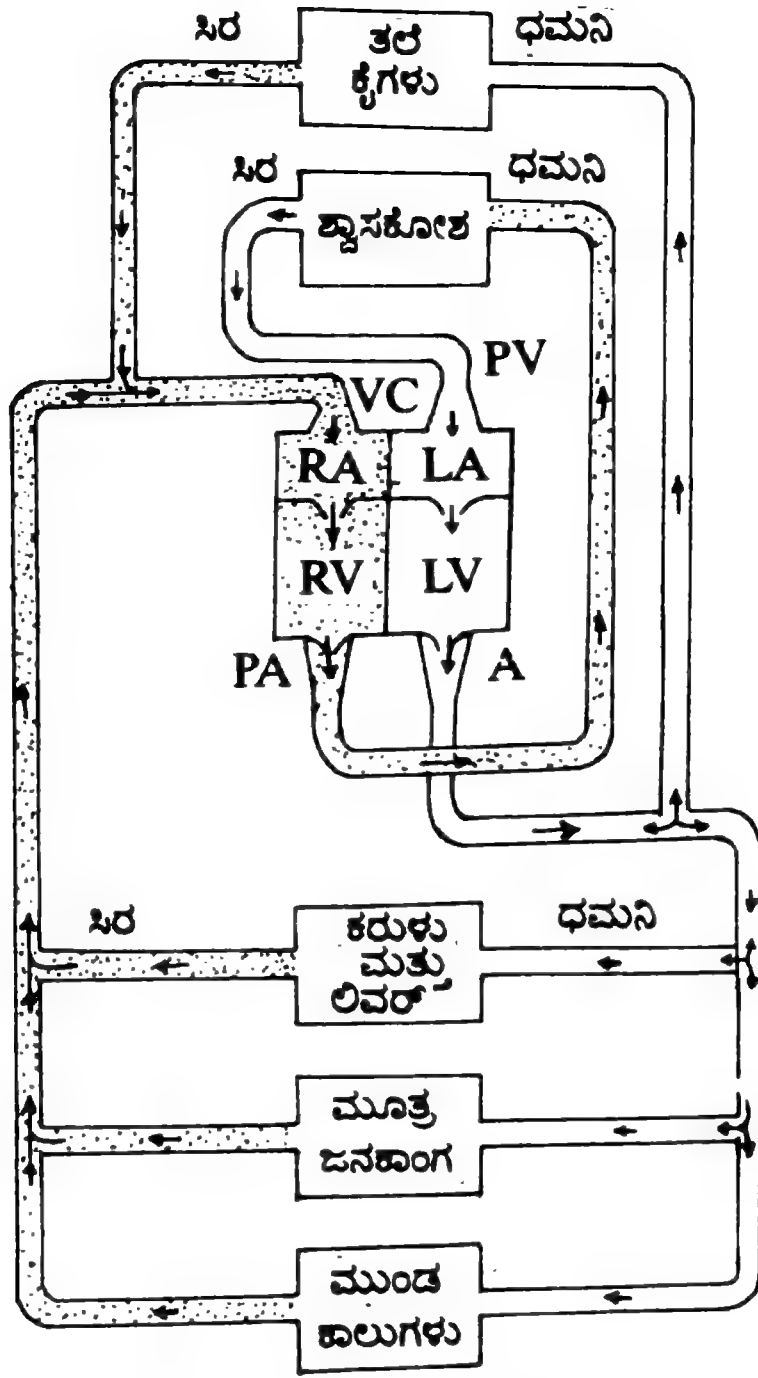 ಸಿರ
ತಲೆ
ಕೈಗಳು
ಧಮನಿ
ಸಿರ
ಶ್ವಾಸಕೋಶ
ಧಮನಿ
PV
VC
RA
LA
RV
LV
PA
A
ಸಿರ
ಕರುಳು
ಮತ್ತು
ಲಿವರ್
ಧಮನಿ
ಮೂತ್ರ
ಜನಕಾಂಗ
ಮುಂಡ
ಕಾಲುಗಳು